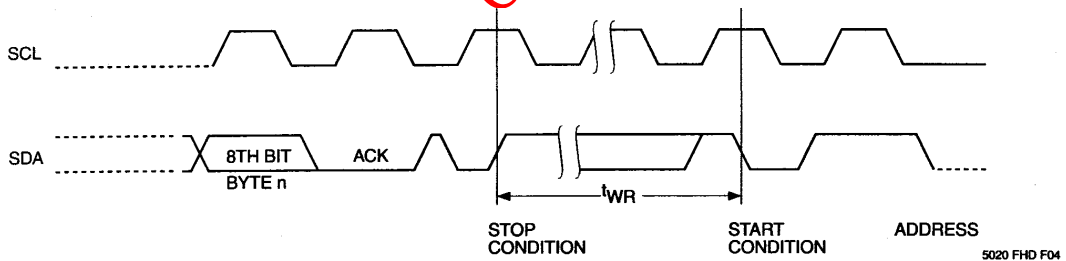 SCL
SDA
8TH BIT
ACK
BYTE n
tWR
STOP
CONDITION
START
CONDITION
ADDRESS
5020 FHD F04